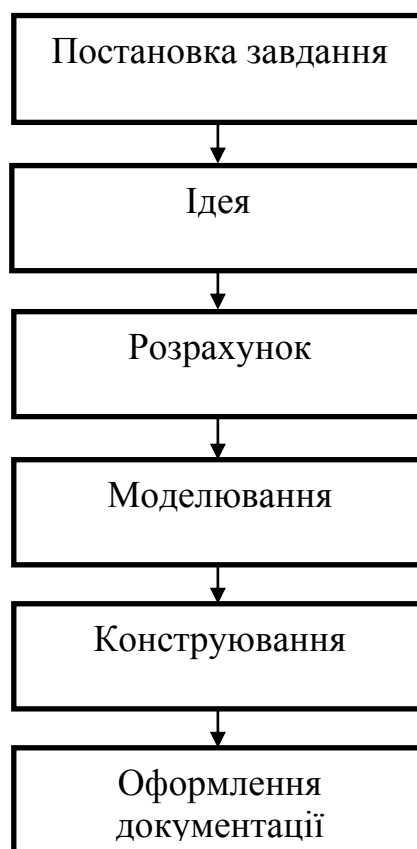 Постановка завдання
Ідея
Розрахунок
Моделювання
Конструювання
Оформлення
документації